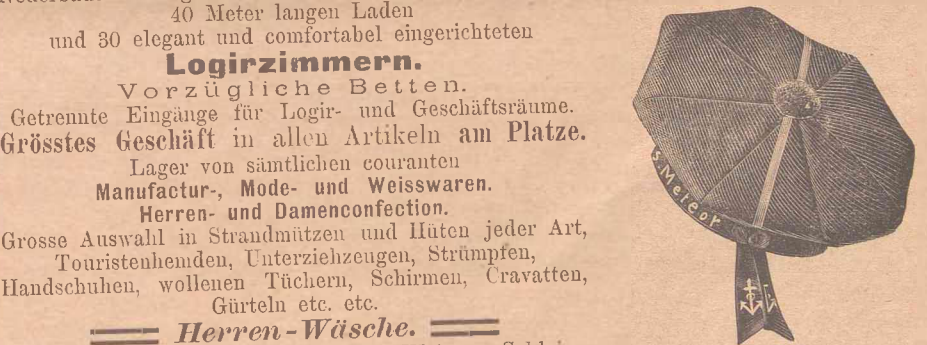 40 Meter langen Laden
und 30 elegant und comfortabel eingerichteten
Logirzimmern.
Vorzügliche Betten.
Getrennte Eingänge für Logir- und Geschäftsräume.
Grösstes Geschäft in allen Artikeln am Platze.
Lager von sämtlichen couranten
Manufactur-, Mode- und Weisswaren.
Herren- und Damenconfection.
Grosse Auswahl in Strandmützen und Hüten jeder Art,
Touristenhemden, Unterziehzeugen, Strümpfen,
Handschuhen, wollenen Tüchern, Schirmen, Cravatten,
Gürteln etc. etc.
Herren-Wäsche.
S. Meteor